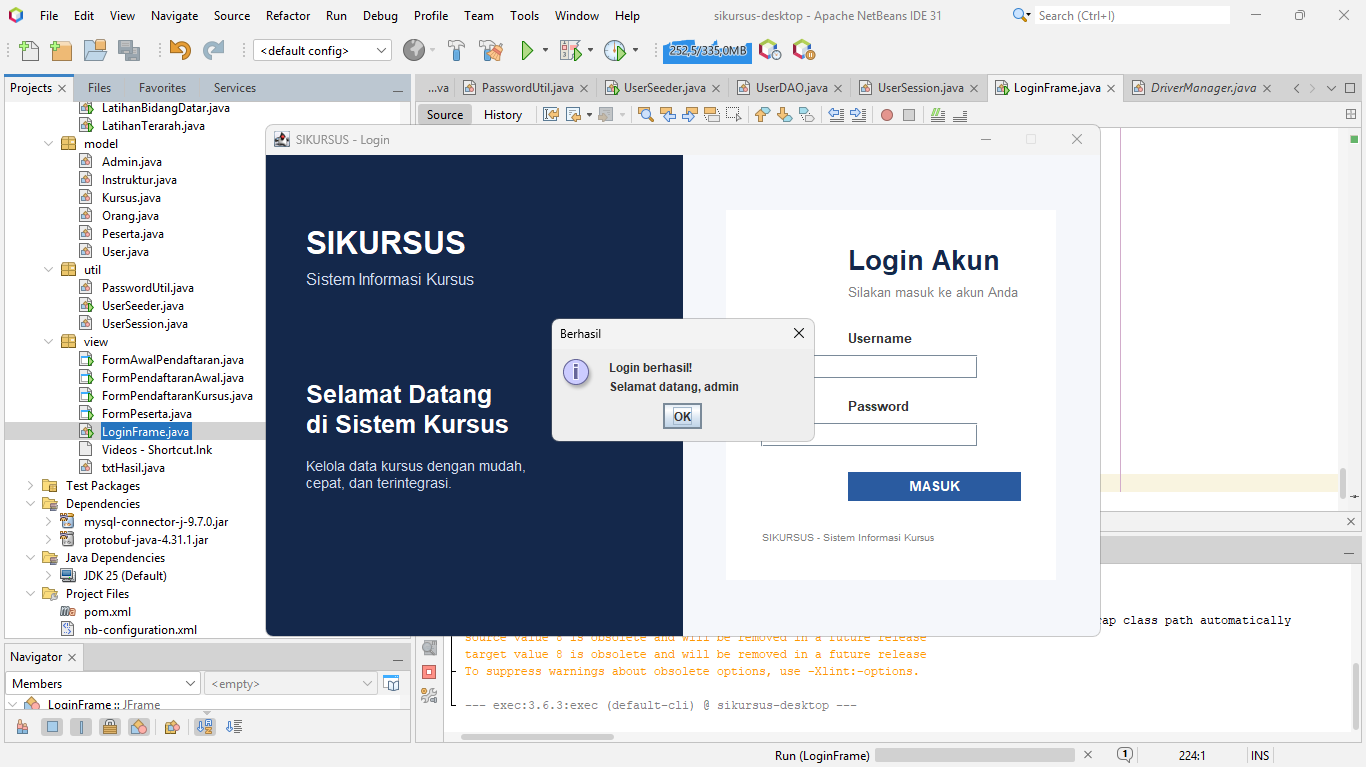 File Edit View Navigate Source Refactor Run Debug Profile Team Tools Window Help
sikursus-desktop - Apache NetBeans IDE 31
Search (Ctrl+I)
<default config>
252,5/335,0MB
Projects Files Favorites Services
...va PasswordUtil.java UserSeeder.java UserDAO.java UserSession.java LoginFrame.java DriverManager.java
Source History
LatihanBidangDatar.java
LatihanTerarah.java
model
Admin.java
Instruktur.java
Kursus.java
Orang.java
Peserta.java
User.java
util
PasswordUtil.java
UserSeeder.java
UserSession.java
view
FormAwalPendaftaran.java
FormPendaftaranAwal.java
FormPendaftaranKursus.java
FormPeserta.java
LoginFrame.java
Videos - Shortcut.lnk
txtHasil.java
Test Packages
Dependencies
mysql-connector-j-9.7.0.jar
protobuf-java-4.31.1.jar
Java Dependencies
JDK 25 (Default)
Project Files
pom.xml
nb-configuration.xml
SIKURSUS - Login
SIKURSUS
Sistem Informasi Kursus
Selamat Datang
di Sistem Kursus
Kelola data kursus dengan mudah,
cepat, dan terintegrasi.
Login Akun
Silakan masuk ke akun Anda
Username
Password
MASUK
SIKURSUS - Sistem Informasi Kursus
Berhasil
Login berhasil!
Selamat datang, admin
OK
Navigator
Members
<empty>
LoginFrame :: JFrame
ap class path automatically
source value 8 is obsolete and will be removed in a future release
target value 8 is obsolete and will be removed in a future release
To suppress warnings about obsolete options, use -Xlint:-options.
--- exec:3.6.3:exec (default-cli) @ sikursus-desktop ---
Run (LoginFrame)
1
224:1
INS